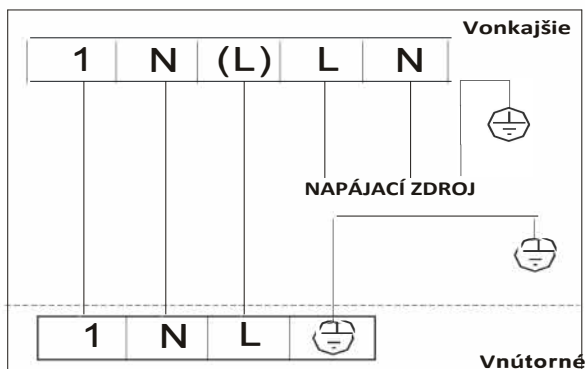 Vonkajšie
1 N (L) L N
NAPÁJACÍ ZDROJ
1 N L
Vnútorné